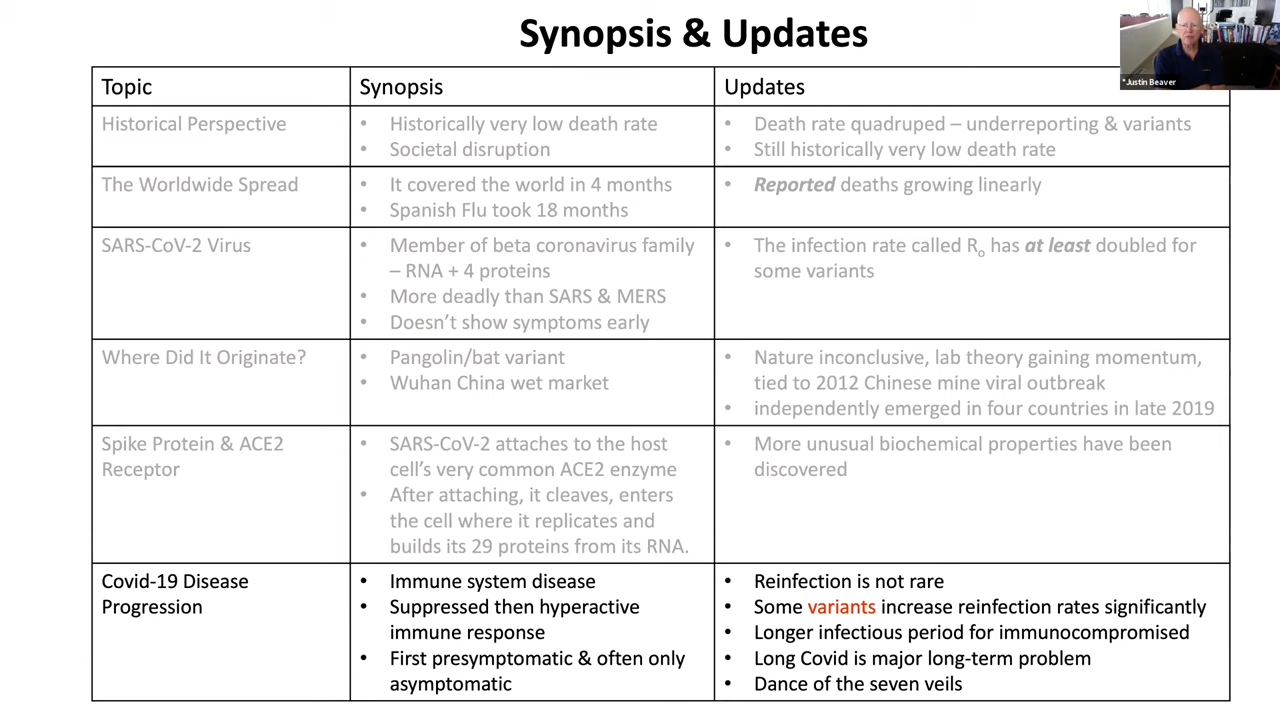 Synopsis & Updates
*Justin Beaver
Topic
Synopsis
Updates
Historical Perspective
• Historically very low death rate
• Societal disruption
• Death rate quadruped – underreporting & variants
• Still historically very low death rate
The Worldwide Spread
• It covered the world in 4 months
• Spanish Flu took 18 months
• Reported deaths growing linearly
SARS-CoV-2 Virus
• Member of beta coronavirus family
– RNA + 4 proteins
• More deadly than SARS & MERS
• Doesn't show symptoms early
• The infection rate called Ro has at least doubled for
some variants
Where Did It Originate?
• Pangolin/bat variant
• Wuhan China wet market
• Nature inconclusive, lab theory gaining momentum,
tied to 2012 Chinese mine viral outbreak
• independently emerged in four countries in late 2019
Spike Protein & ACE2
Receptor
• SARS-CoV-2 attaches to the host
cell's very common ACE2 enzyme
• After attaching, it cleaves, enters
the cell where it replicates and
builds its 29 proteins from its RNA.
• More unusual biochemical properties have been
discovered
Covid-19 Disease
Progression
• Immune system disease
• Suppressed then hyperactive
immune response
• First presymptomatic & often only
asymptomatic
• Reinfection is not rare
• Some variants increase reinfection rates significantly
• Longer infectious period for immunocompromised
• Long Covid is major long-term problem
• Dance of the seven veils